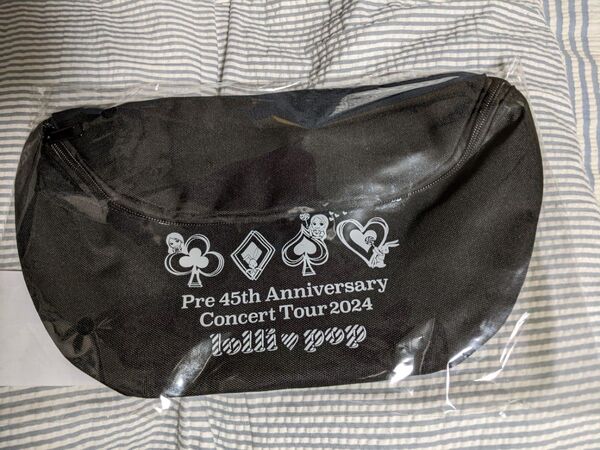 Pre 45th Anniversary
Concert Tour 2024
lolli♥pop